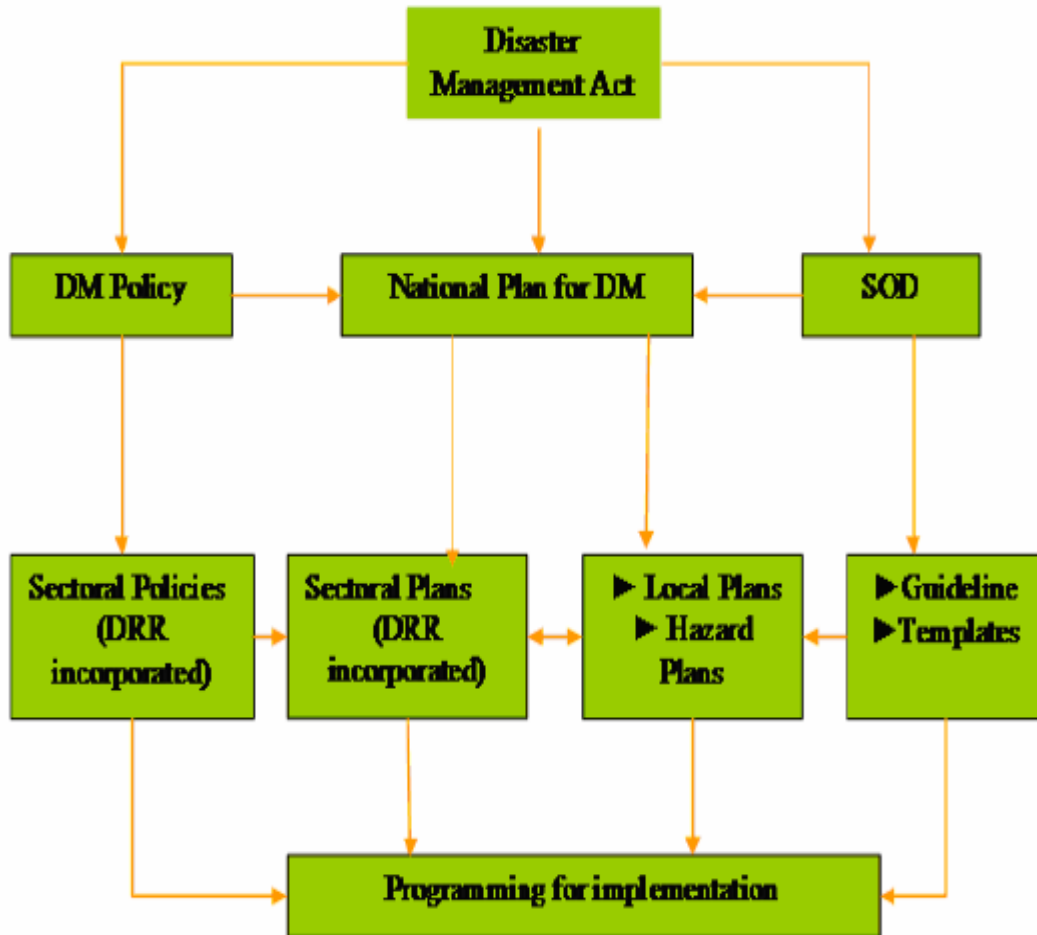 Disaster
Management Act
DM Policy
National Plan for DM
SOD
Sectoral Policies
(DRR
incorporated)
Sectoral Plans
(DRR
incorporated)
► Local Plans
► Hazard
Plans
►Guideline
►Templates
Programming for implementation